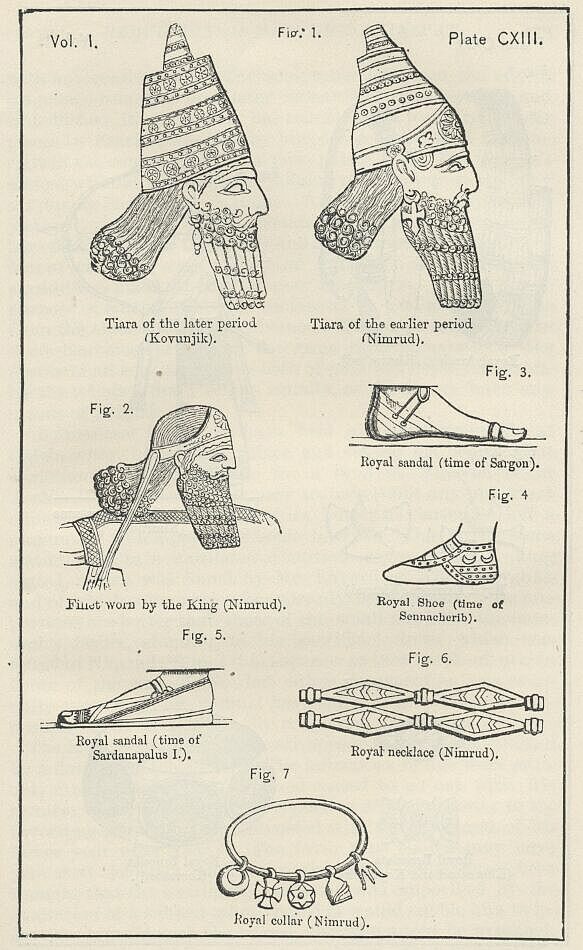 Vol. I.
Fig. 1.
Plate CXIII.
Tiara of the later period
(Koyunjik).
Tiara of the earlier period
(Nimrud).
Fig. 2.
Fig. 3.
Royal sandal (time of Sargon).
Fig. 4
Fillet worn by the King (Nimrud).
Royal Shoe (time of
Sennacherib).
Fig. 5.
Fig. 6.
Royal sandal (time of
Sardanapalus I.).
Royal necklace (Nimrud).
Fig. 7
Royal collar (Nimrud).